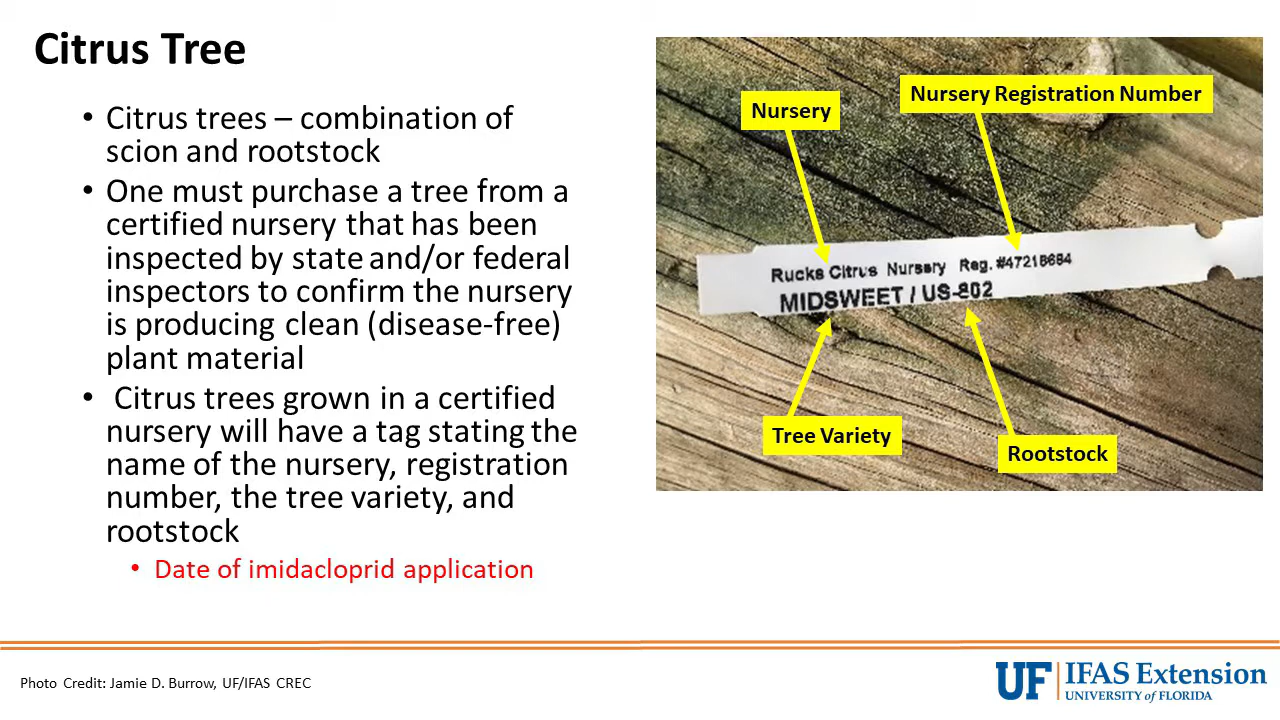 Citrus Tree
• Citrus trees – combination of
scion and rootstock
• One must purchase a tree from a
certified nursery that has been
inspected by state and/or federal
inspectors to confirm the nursery
is producing clean (disease-free)
plant material
• Citrus trees grown in a certified
nursery will have a tag stating the
name of the nursery, registration
number, the tree variety, and
rootstock
• Date of imidacloprid application
Nursery
Nursery Registration Number
Rucks Citrus Nursery Reg. #47218684
MIDSWEET / US-802
Tree Variety
Rootstock
Photo Credit: Jamie D. Burrow, UF/IFAS CREC
UF IFAS Extension
UNIVERSITY of FLORIDA